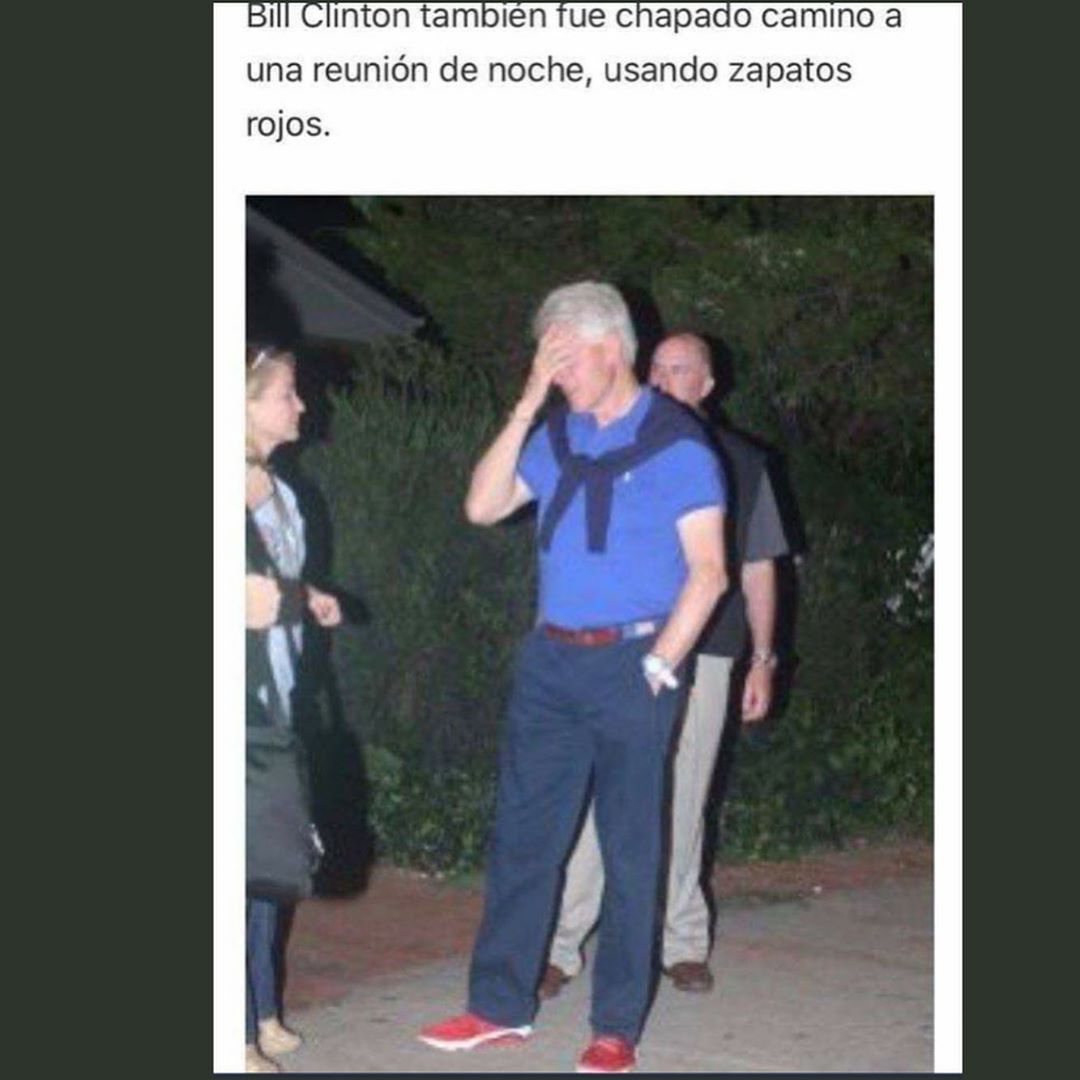 Bill Clinton también fue chapado camino a
una reunión de noche, usando zapatos
rojos.